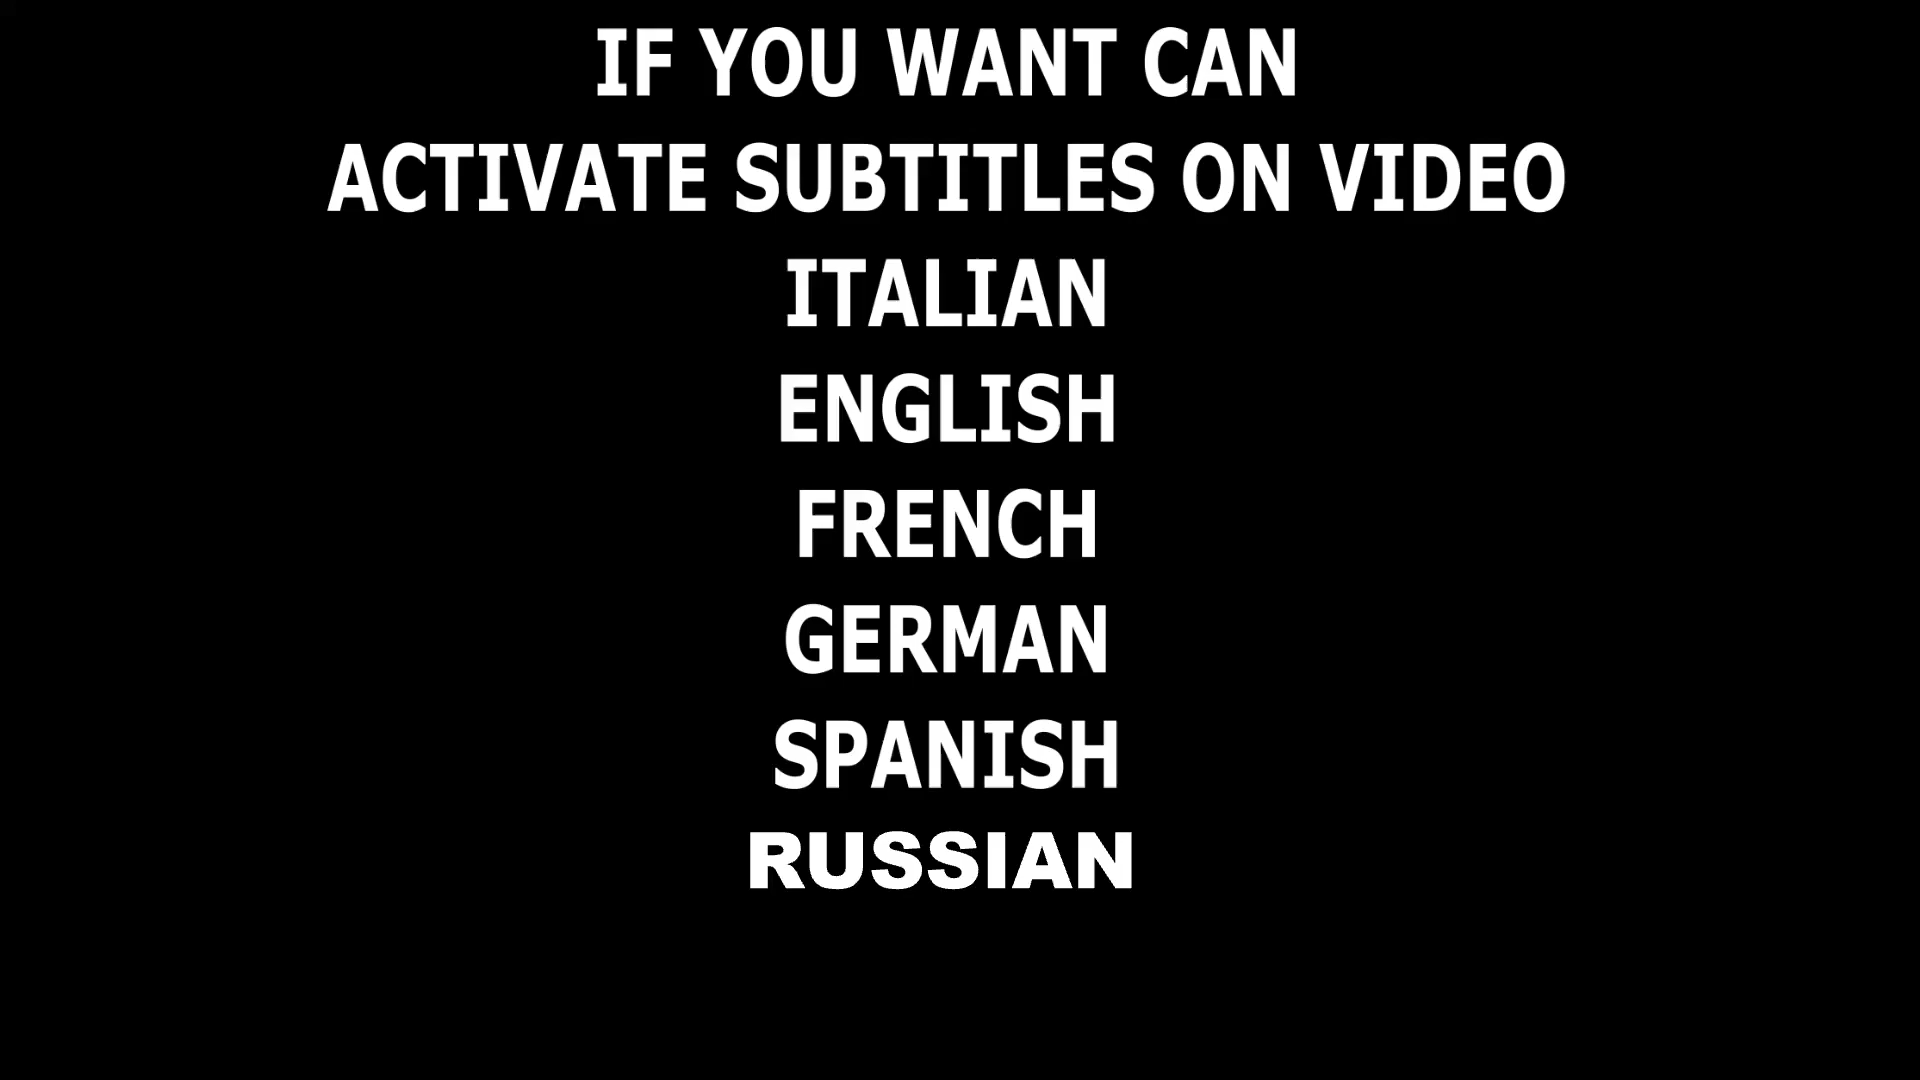 IF YOU WANT CAN
ACTIVATE SUBTITLES ON VIDEO
ITALIAN
ENGLISH
FRENCH
GERMAN
SPANISH
RUSSIAN